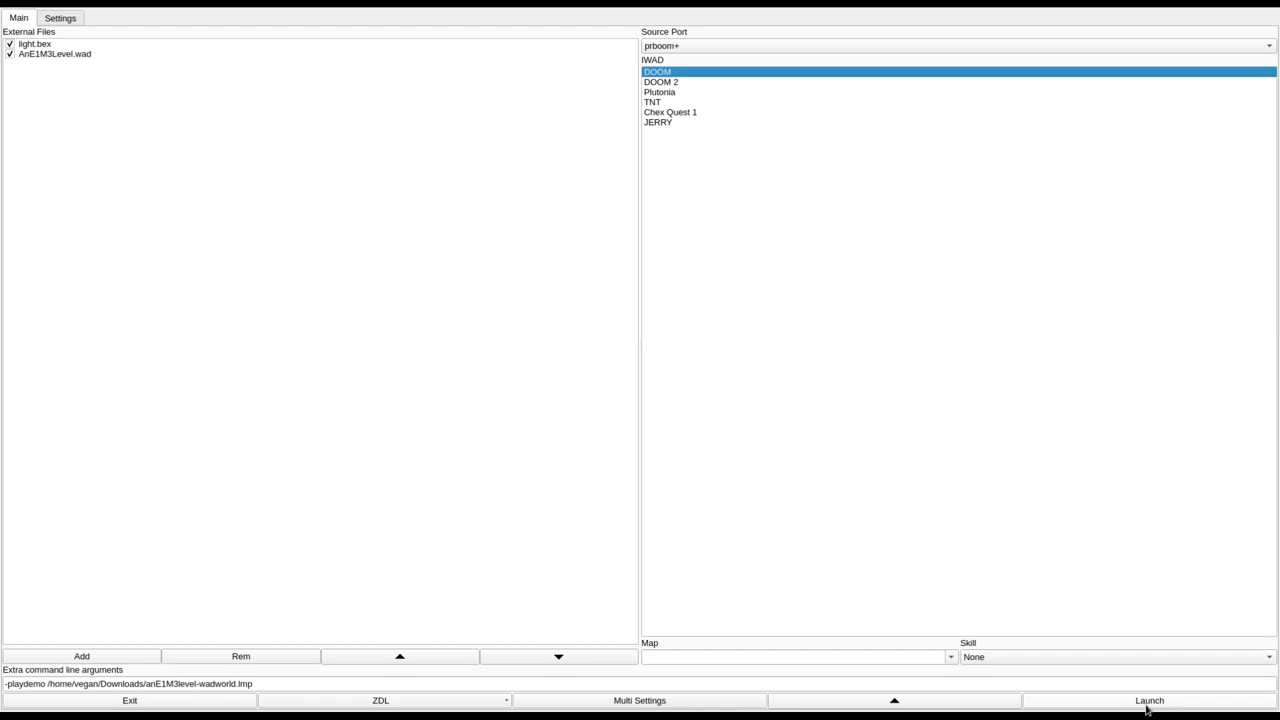 Main Settings
External Files
light.bex
AnE1M3Level.wad
Source Port
prboom+
IWAD
DOOM
DOOM 2
Plutonia
TNT
Chex Quest 1
JERRY
Map Skill
None
Add Rem
Extra command line arguments
-playdemo /home/vegan/Downloads/anE1M3level-wadworld.lmp
Exit ZDL Multi Settings Launch